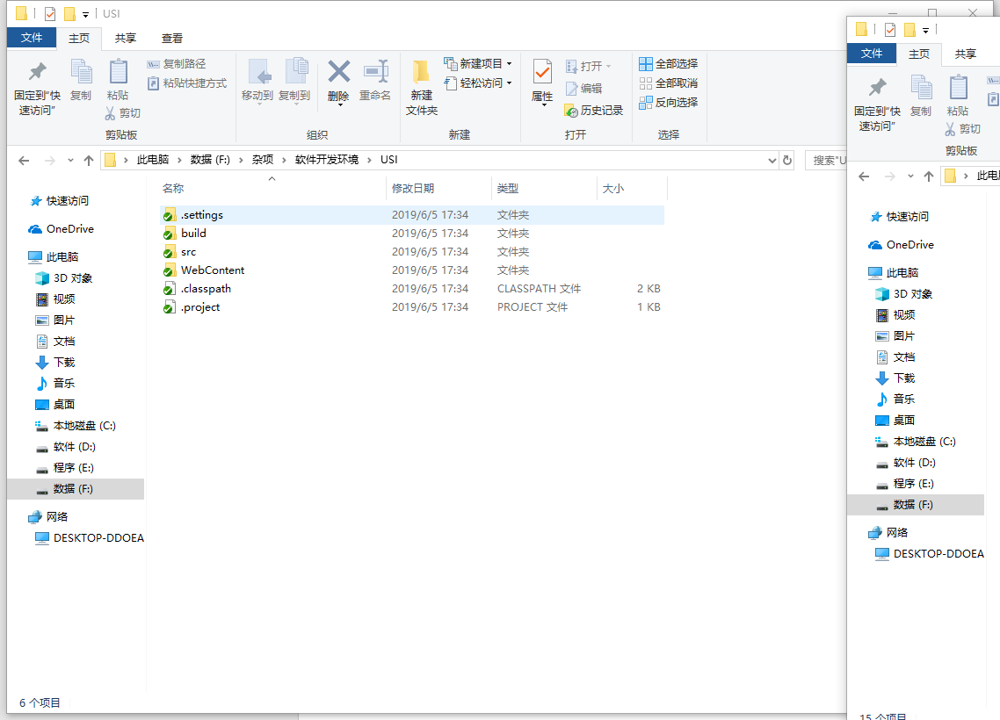 USI
文件 主页 共享 查看
固定到"快速访问"
复制
粘贴
复制路径
粘贴快捷方式
剪切
剪贴板
移动到
复制到
删除
重命名
组织
新建文件夹
新建项目
轻松访问
新建
属性
打开
编辑
历史记录
打开
全部选择
全部取消
反向选择
选择
此电脑 › 数据 (F:) › 杂项 › 软件开发环境 › USI
搜索"U
名称 修改日期 类型 大小
.settings 2019/6/5 17:34 文件夹
build 2019/6/5 17:34 文件夹
src 2019/6/5 17:34 文件夹
WebContent 2019/6/5 17:34 文件夹
.classpath 2019/6/5 17:34 CLASSPATH 文件 2 KB
.project 2019/6/5 17:34 PROJECT 文件 1 KB
快速访问
OneDrive
此电脑
3D 对象
视频
图片
文档
下载
音乐
桌面
本地磁盘 (C:)
软件 (D:)
程序 (E:)
数据 (F:)
网络
DESKTOP-DDOEA
6 个项目
文件 主页 共享
固定到"快速访问"
复制
粘贴
剪切
剪贴板
此电脑
快速访问
OneDrive
此电脑
3D 对象
视频
图片
文档
下载
音乐
桌面
本地磁盘 (C:)
软件 (D:)
程序 (E:)
数据 (F:)
网络
DESKTOP-DDOEA
15 个项目